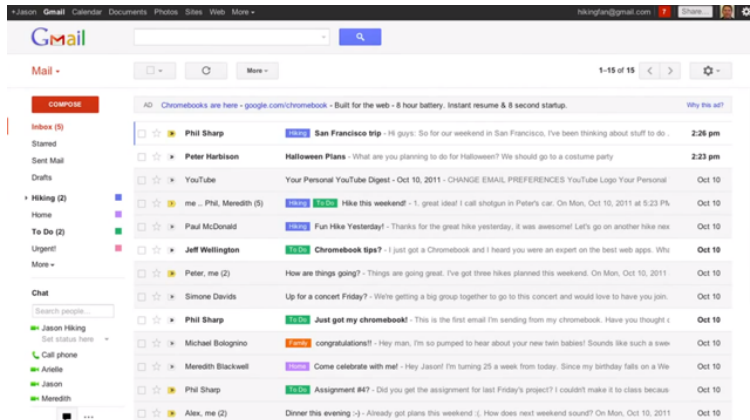 +Jason Gmail Calendar Documents Photos Sites Web More
hikingfan@gmail.com 7 Share...
Gmail
Mail
More
1–15 of 15
COMPOSE
AD Chromebooks are here - google.com/chromebook - Built for the web - 8 hour battery. Instant resume & 8 second startup. Why this ad?
Inbox (5)
Starred
Sent Mail
Drafts
Hiking (2)
Home
To Do (2)
Urgent!
More
Chat
Search people...
Jason Hiking
Set status here
Call phone
Arielle
Jason
Meredith
Phil Sharp Hiking San Francisco trip - Hi guys: So for our weekend in San Francisco, I've been thinking about stuff to do . 2:26 pm
Peter Harbison Halloween Plans - What are you planning to do for Halloween? We should go to a costume party 2:23 pm
YouTube Your Personal YouTube Digest - Oct 10, 2011 - CHANGE EMAIL PREFERENCES YouTube Logo Your Personal Oct 10
me .. Phil, Meredith (5) Hiking To Do Hike this weekend! - 1. great idea! I call shotgun in Peter's car. On Mon, Oct 10, 2011 at 5:23 PM Oct 10
Paul McDonald Hiking Fun Hike Yesterday! - Thanks for the great hike yesterday, it was awesome! Let's go on another hike nex Oct 10
Jeff Wellington To Do Chromebook tips? - I just got a Chromebook and I heard you were an expert on the best web apps. Wha Oct 10
Peter, me (2) How are things going? - Things are going great. I've got three hikes planned this weekend. On Mon, Oct 10, 2011 Oct 10
Simone Davids Up for a concert Friday? - We're getting a big group together to go to this concert and would love to have you join. Oct 10
Phil Sharp To Do Just got my chromebook! - This is the first email I'm sending from my chromebook. Have you thought c Oct 10
Michael Bolognino Family congratulations!! - Hey man, I'm so pumped to hear about your new twin babies! Sounds like such a swee Oct 10
Meredith Blackwell Home Come celebrate with me! - Hey Jason! I'm turning 25 a week from today. Since my birthday falls on a We Oct 10
Phil Sharp To Do Assignment #4? - Did you get the assignment for last Friday's project? I couldn't make it to class becaus Oct 10
Alex, me (2) Dinner this evening :-) - Already got plans this weekend :(. How does next weekend sound? On Mon, Oct 10, 2011 Oct 10